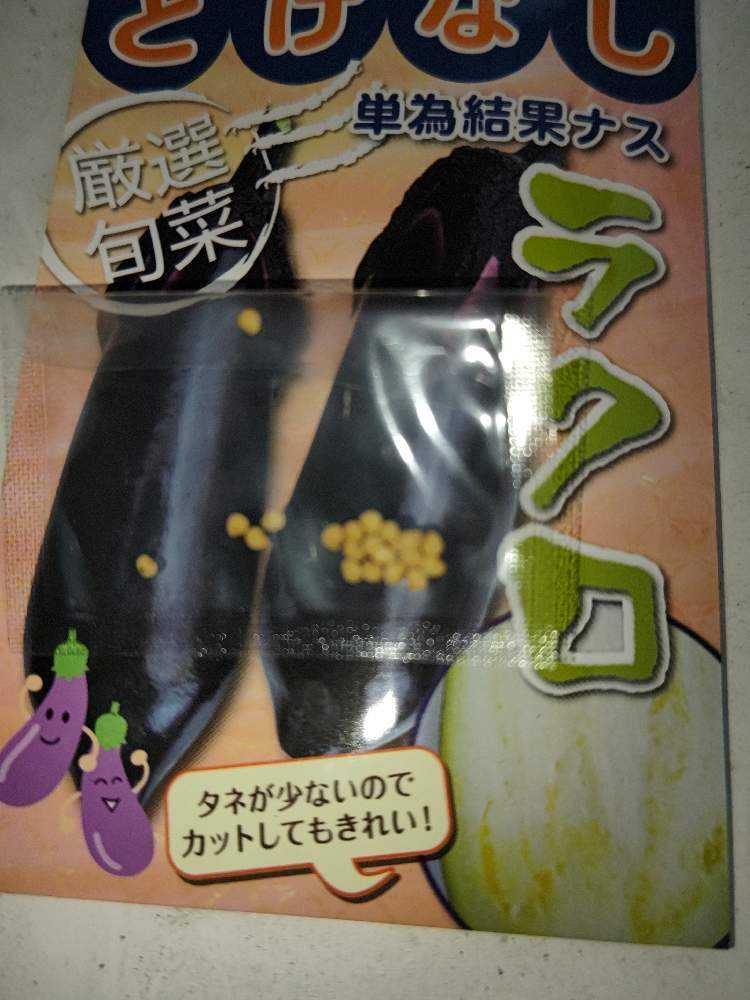 とげなし
単為結果ナス
厳選
旬菜
ラクロ
タネが少ないので
カットしてもきれい!